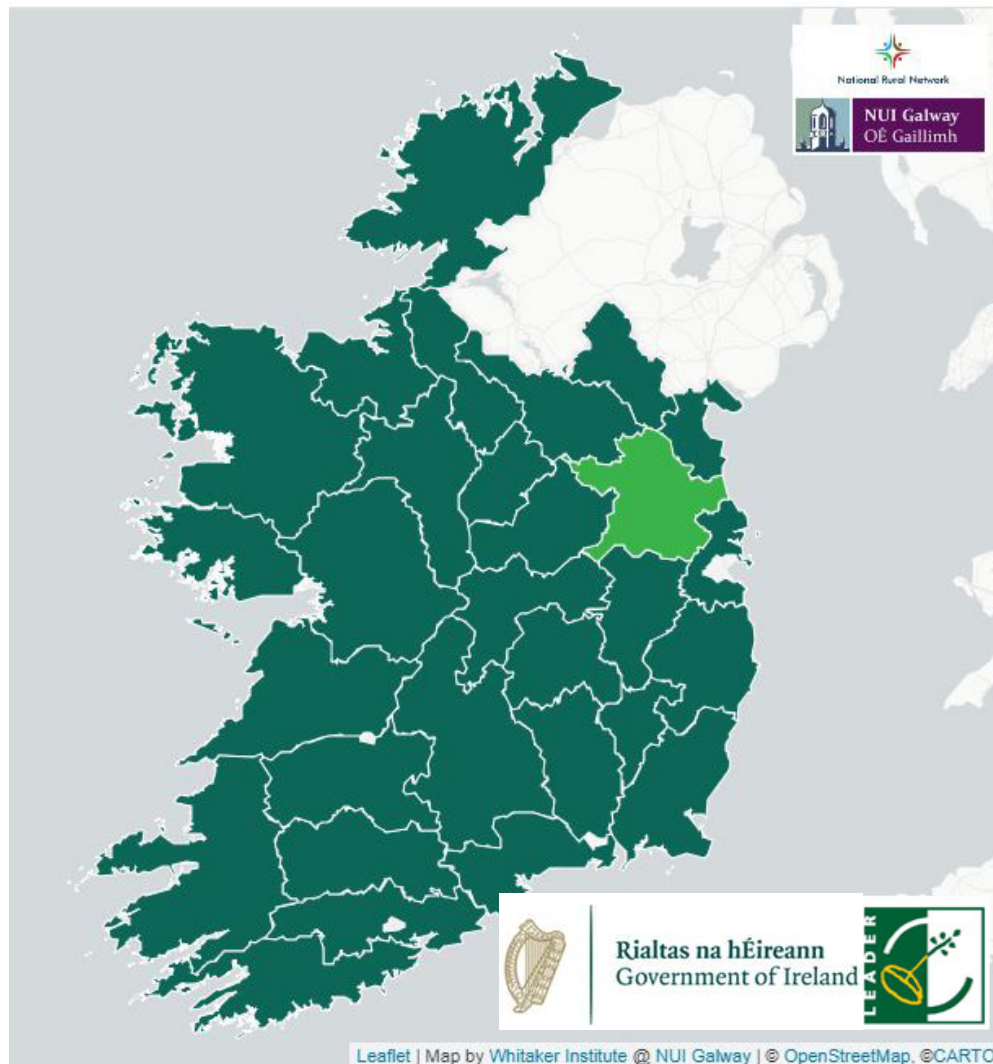 National Rural Network
NUI Galway
OÉ Gaillimh
Rialtas na hÉireann
Government of Ireland
LEADER
Leaflet | Map by Whitaker Institute @ NUI Galway | © OpenStreetMap, ©CARTO